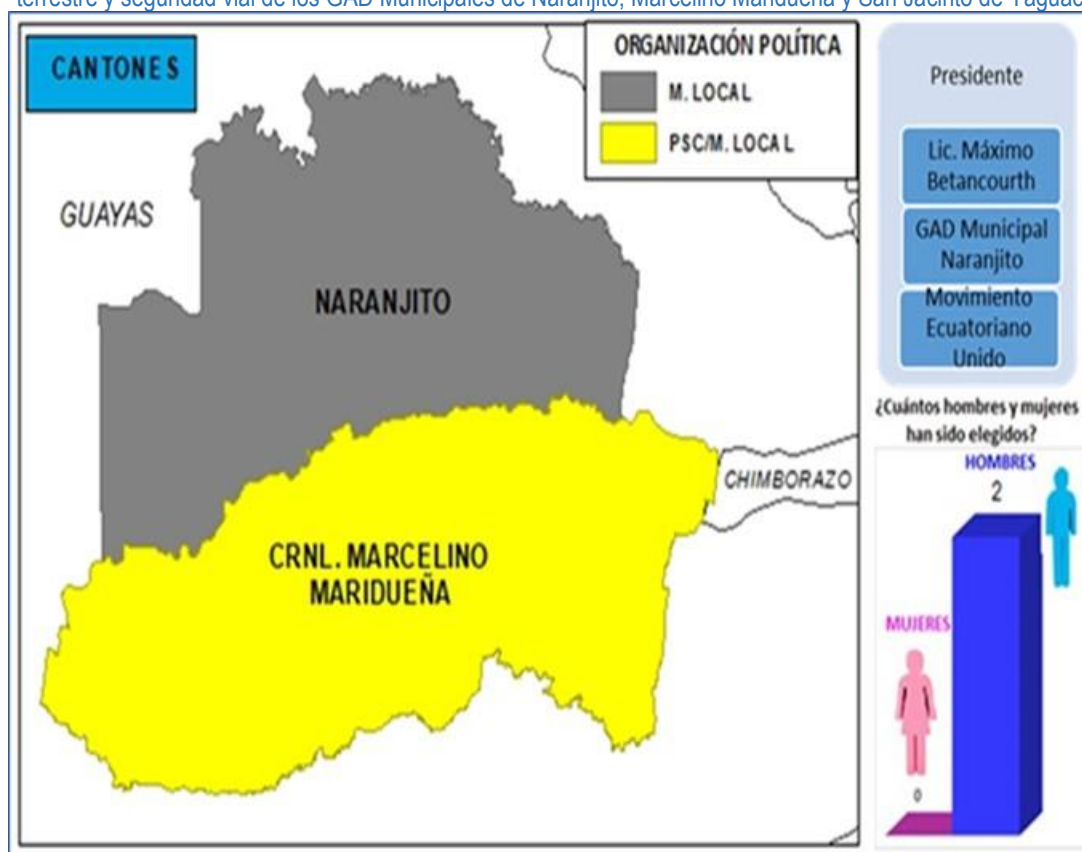 terrestre y seguridad vial de los GAD Municipales de Naranjito, Marcelino Maridueña y San Jacinto de Yaguac
CANTONES
ORGANIZACIÓN POLÍTICA
M. LOCAL
PSC/M. LOCAL
GUAYAS
NARANJITO
CHIMBORAZO
CRNL. MARCELINO
MARIDUEÑA
Presidente
Lic. Máximo
Betancourth
GAD Municipal
Naranjito
Movimiento
Ecuatoriano
Unido
¿Cuántos hombres y mujeres
han sido elegidos?
HOMBRES
2
MUJERES
0